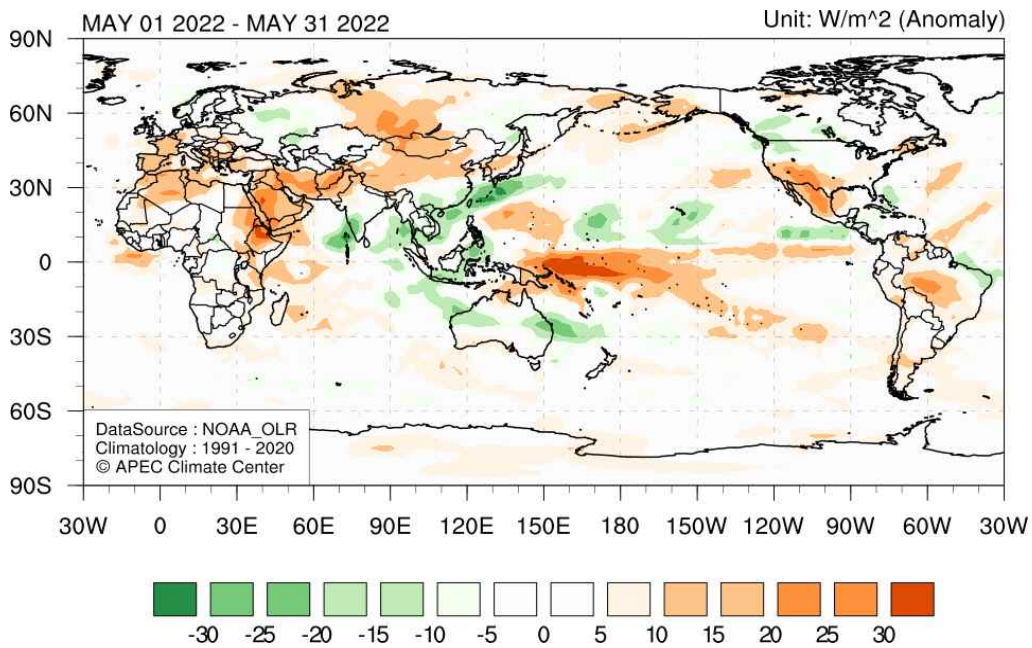 MAY 01 2022 - MAY 31 2022 Unit: W/m^2 (Anomaly)
90N
60N
30N
0
30S
60S
90S
DataSource : NOAA_OLR
Climatology : 1991 - 2020
© APEC Climate Center
30W 0 30E 60E 90E 120E 150E 180 150W 120W 90W 60W 30W
-30 -25 -20 -15 -10 -5 0 5 10 15 20 25 30